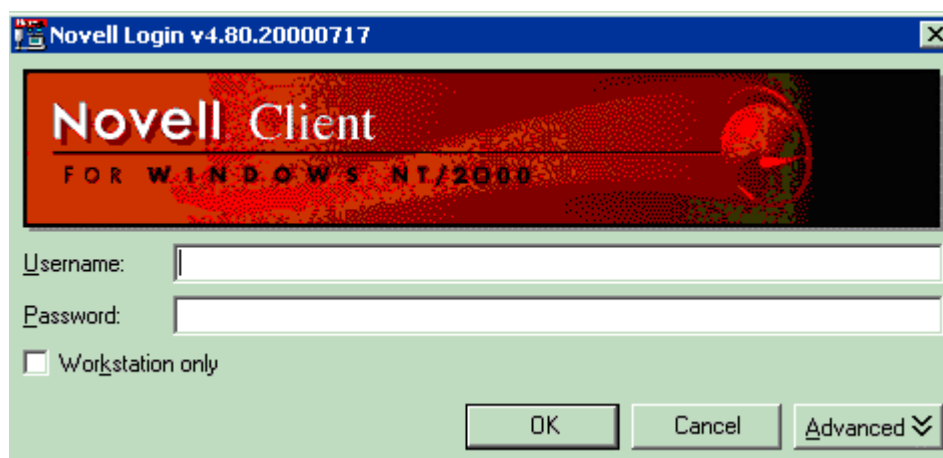 Novell Login v4.80.20000717
Novell Client
FOR WINDOWS NT/2000
Username:
Password:
Workstation only
OK Cancel Advanced